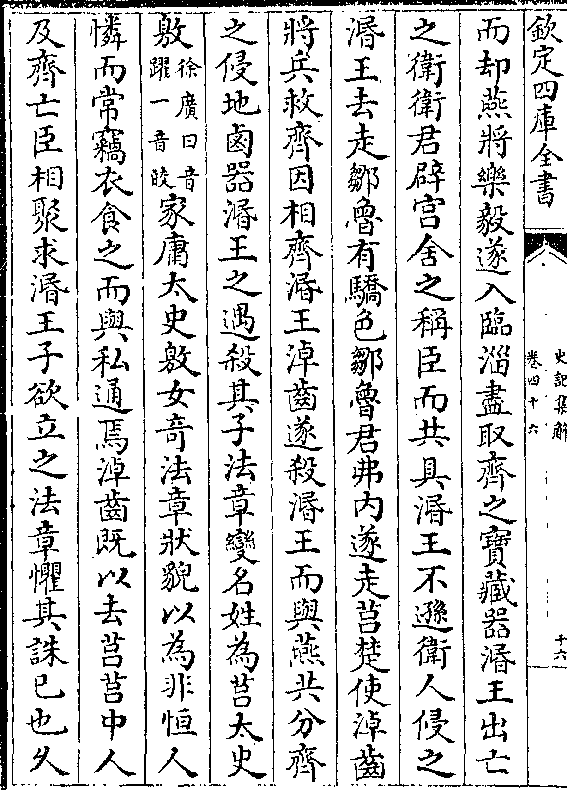 欽定四庫全書
史記集解
卷四十六
十六
而却燕將樂毅遂入臨淄盡取齊之寶藏器湣王出亡
之衛衛君辟宫舍之稱臣而共具湣王不遜衛人侵之
湣王去走鄒魯有驕色鄒魯君弗内遂走莒楚使淖齒
將兵救齊因相齊湣王淖齒遂殺湣王而與燕共分齊
之侵地鹵器湣王之遇殺其子法章變名姓為莒太史
敫徐廣曰音躍一音皎家庸太史敫女奇法章狀貌以為非恒人
憐而常竊衣食之而與私通焉淖齒既以去莒莒中人
及齊亡臣相聚求湣王子欲立之法章懼其誅已也久